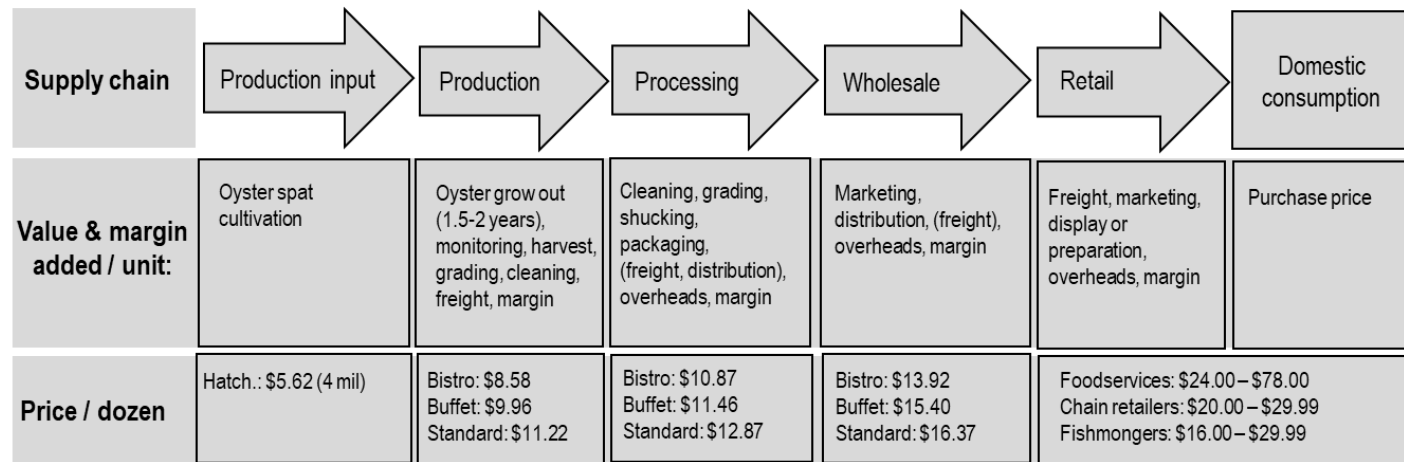 Supply chain
Production input
Production
Processing
Wholesale
Retail
Domestic
consumption
Value & margin
added / unit:
Oyster spat
cultivation
Oyster grow out
(1.5-2 years),
monitoring, harvest,
grading, cleaning,
freight, margin
Cleaning, grading,
shucking,
packaging,
(freight, distribution),
overheads, margin
Marketing,
distribution, (freight),
overheads, margin
Freight, marketing,
display or
preparation,
overheads, margin
Purchase price
Price / dozen
Hatch.: $5.62 (4 mil)
Bistro: $8.58
Buffet: $9.96
Standard: $11.22
Bistro: $10.87
Buffet: $11.46
Standard: $12.87
Bistro: $13.92
Buffet: $15.40
Standard: $16.37
Foodservices: $24.00 – $78.00
Chain retailers: $20.00 – $29.99
Fishmongers: $16.00 – $29.99